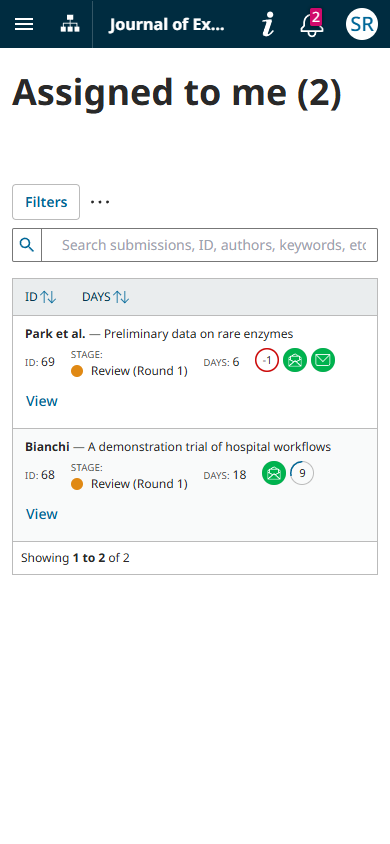 Journal of Ex...
2
SR
Assigned to me (2)
Filters
Search submissions, ID, authors, keywords, etc
ID DAYS
Park et al. — Preliminary data on rare enzymes
ID: 69 STAGE: Review (Round 1) DAYS: 6 -1
View
Bianchi — A demonstration trial of hospital workflows
ID: 68 STAGE: Review (Round 1) DAYS: 18 9
View
Showing 1 to 2 of 2